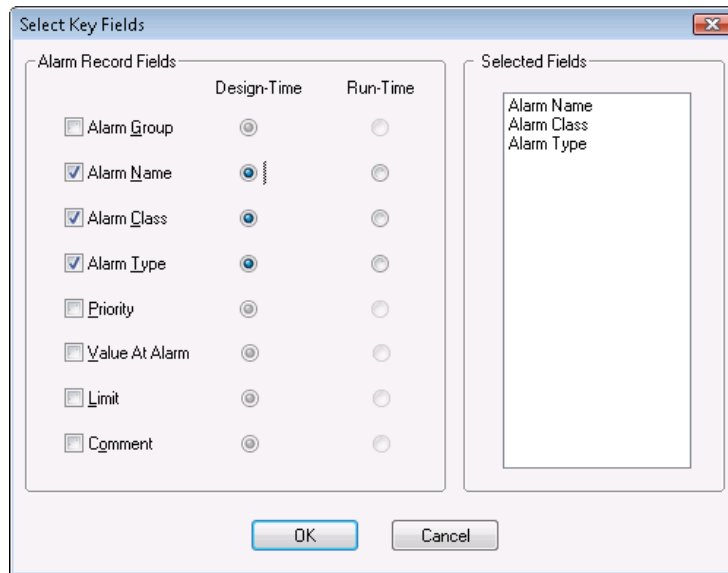 Select Key Fields
Alarm Record Fields
Design-Time Run-Time
Alarm Group
Alarm Name
Alarm Class
Alarm Type
Priority
Value At Alarm
Limit
Comment
Selected Fields
Alarm Name
Alarm Class
Alarm Type
OK Cancel